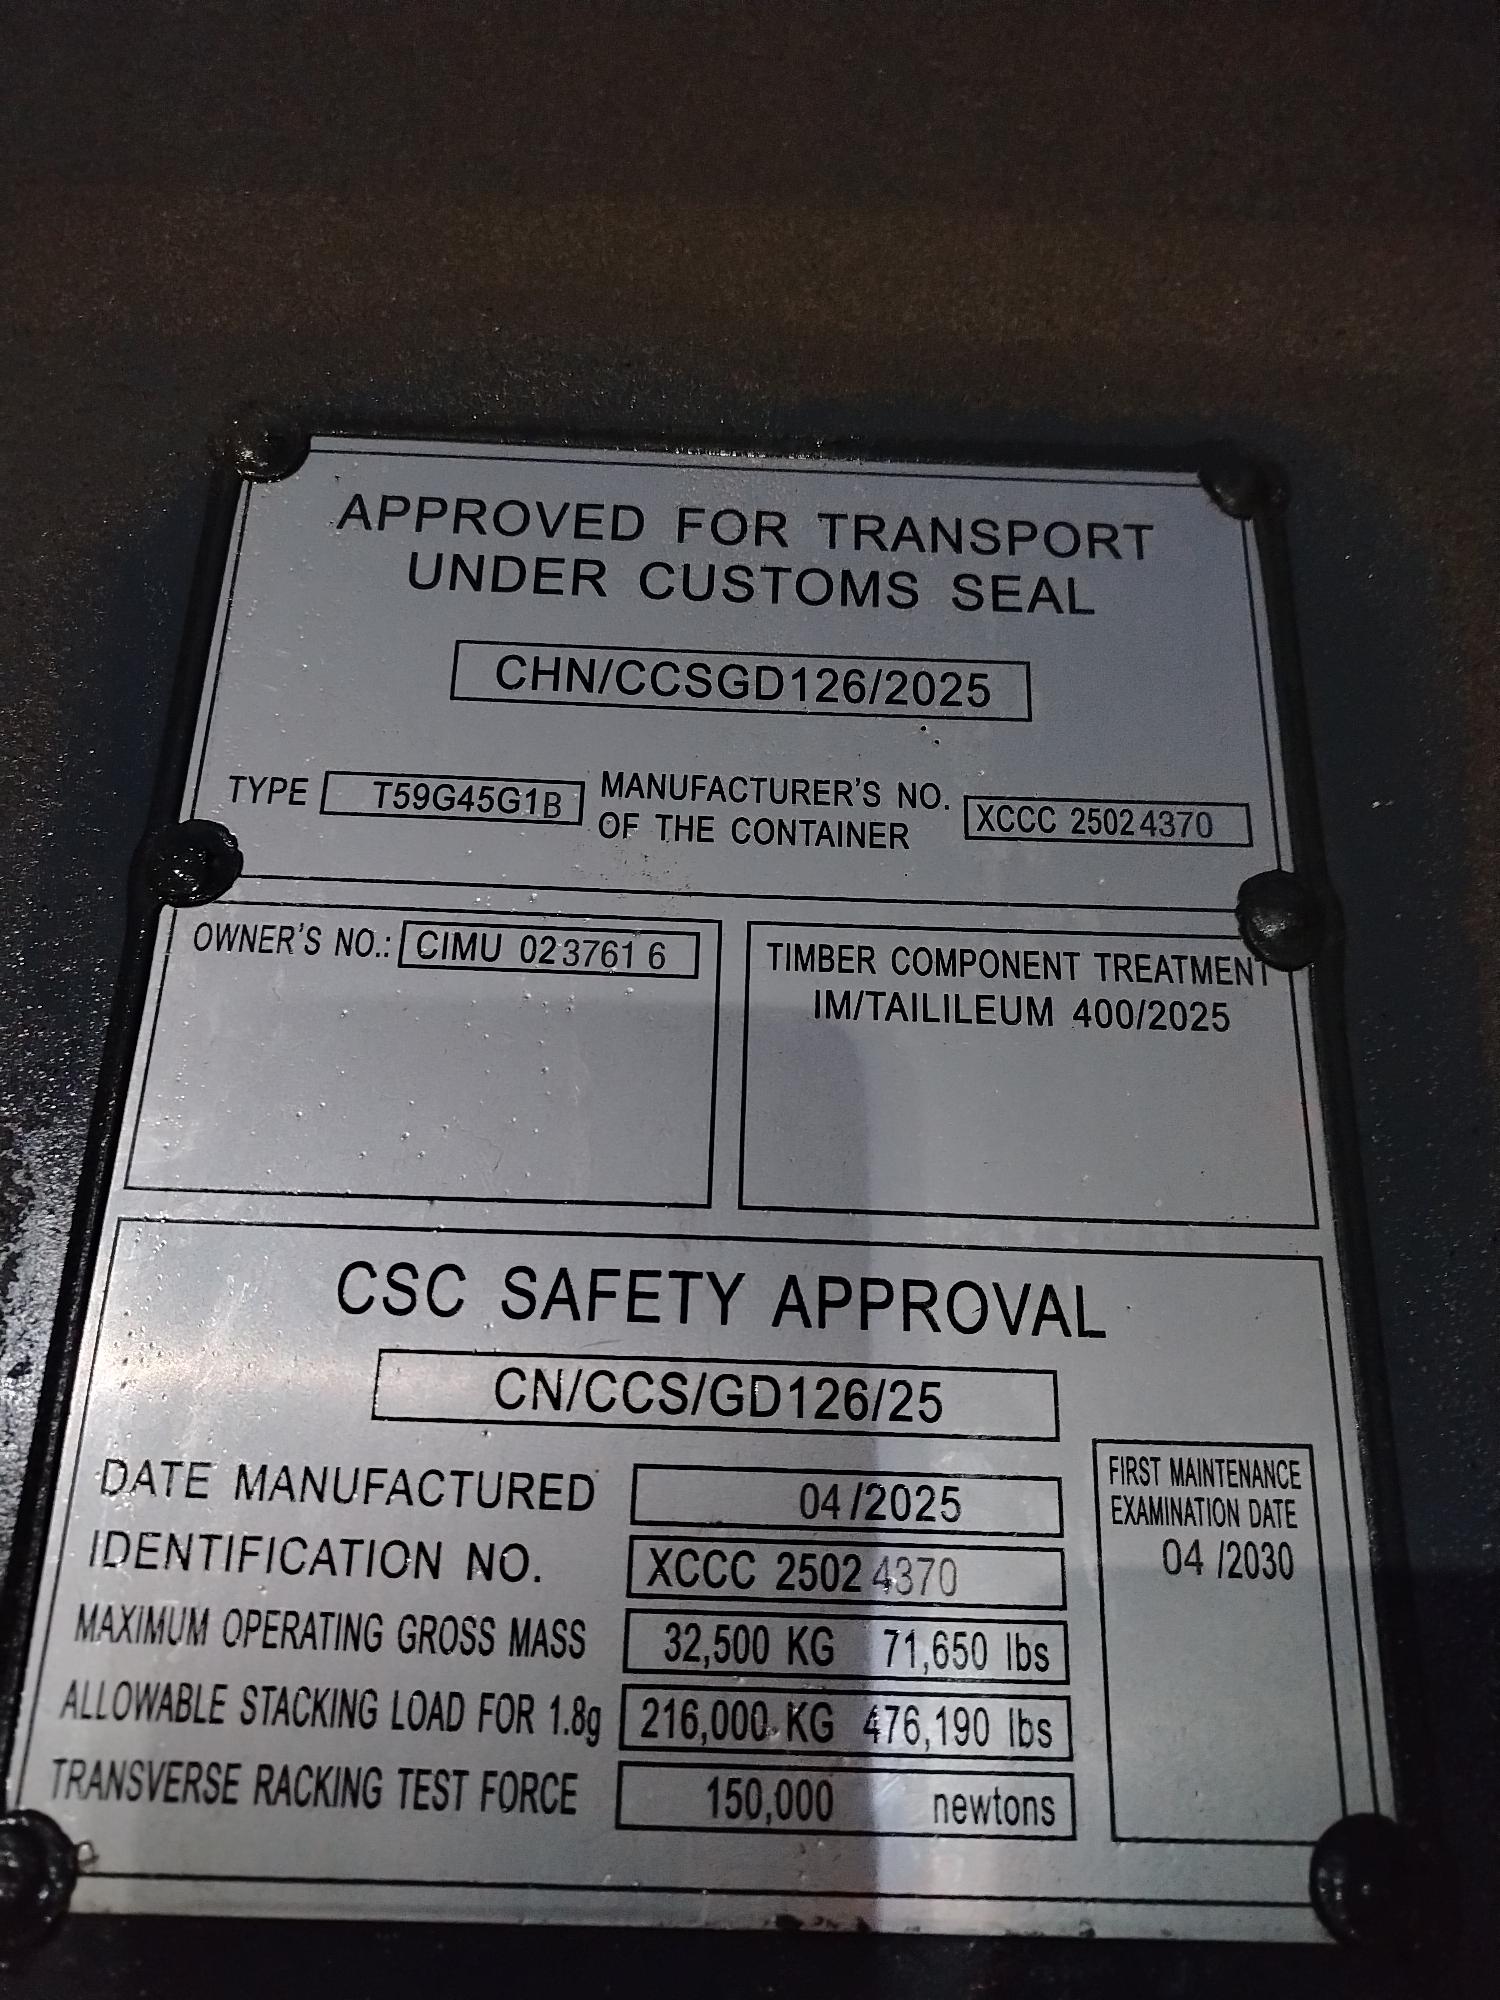 APPROVED FOR TRANSPORT
UNDER CUSTOMS SEAL
CHN/CCSGD126/2025
TYPE T59G45G1B MANUFACTURER'S NO. OF THE CONTAINER XCCC 25024370
OWNER'S NO.: CIMU 023761 6
TIMBER COMPONENT TREATMENT
IM/TAILILEUM 400/2025
CSC SAFETY APPROVAL
CN/CCS/GD126/25
DATE MANUFACTURED 04/2025
IDENTIFICATION NO. XCCC 25024370
MAXIMUM OPERATING GROSS MASS 32,500 KG 71,650 lbs
ALLOWABLE STACKING LOAD FOR 1.8g 216,000 KG 476,190 lbs
TRANSVERSE RACKING TEST FORCE 150,000 newtons
FIRST MAINTENANCE
EXAMINATION DATE
04 /2030